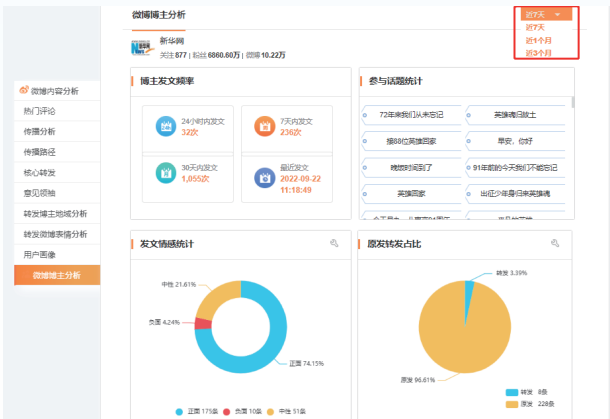 微博博主分析
近7天
近7天
近1个月
近3个月
新华网
关注 877 | 粉丝 6860.60万 | 微博 10.22万
微博内容分析
热门评论
传播分析
传播路径
核心转发
意见领袖
转发博主地域分析
转发微博表情分析
用户画像
微博博主分析
博主发文频率
24小时内发文
32次
7天内发文
236次
30天内发文
1,055次
最近发文
2022-09-22
11:18:49
参与话题统计
72年来我们从未忘记
英雄魂归故土
接88位英雄回家
早安,你好
晚饭时间到了
91年前的今天我们不能忘记
英雄回家
出征少年身归来英雄魂
发文情感统计
中性 21.61%
负面 4.24%
正面 74.15%
正面 175条
负面 10条
中性 51条
原发转发占比
转发 3.39%
原发 96.61%
转发 8条
原发 228条